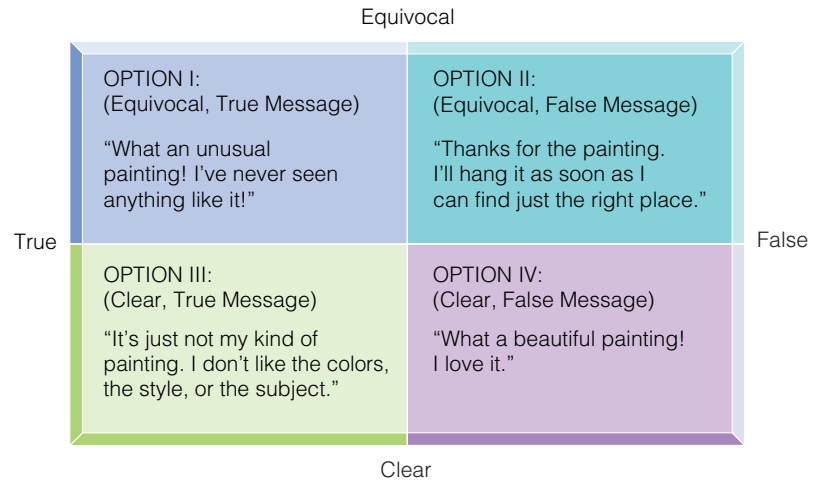 Equivocal
OPTION I:
(Equivocal, True Message)
“What an unusual
painting! I’ve never seen
anything like it!”
OPTION II:
(Equivocal, False Message)
“Thanks for the painting.
I’ll hang it as soon as I
can find just the right place.”
True
False
OPTION III:
(Clear, True Message)
“It’s just not my kind of
painting. I don’t like the colors,
the style, or the subject.”
OPTION IV:
(Clear, False Message)
“What a beautiful painting!
I love it.”
Clear